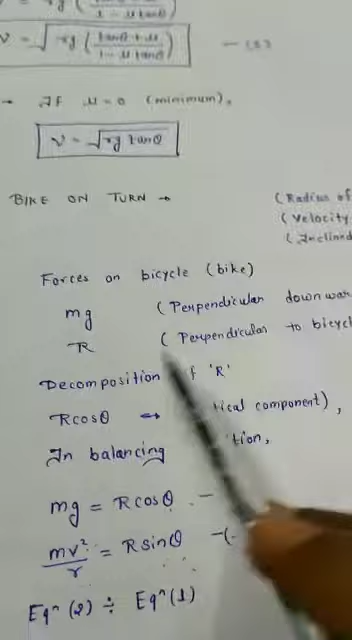 v = √rg (tanθ + μ / 1 - μ tanθ)
→ If μ = 0 (minimum),
v = √rg tanθ
BIKE ON TURN → (Radius of
(Velocity
(Inclined
Forces on bicycle (bike)
mg (Perpendicular downwar
R (Perpendicular to bicycl
Decomposition of 'R'
Rcosθ tical component),
In balancing tion,
mg = Rcosθ -
mv²/r = Rsinθ -(
Eqⁿ (2) ÷ Eqⁿ (1)